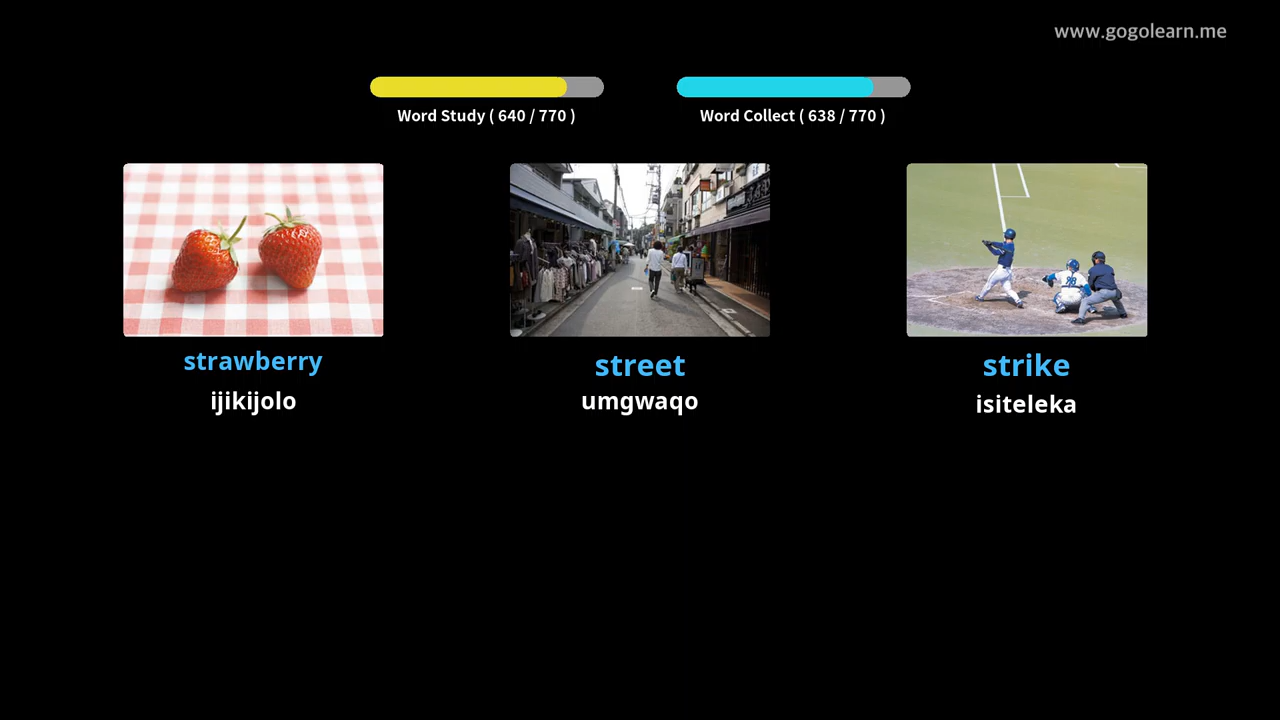 www.gogolearn.me
Word Study ( 640 / 770 )
Word Collect ( 638 / 770 )
strawberry
ijikijolo
street
umgwaqo
strike
isiteleka